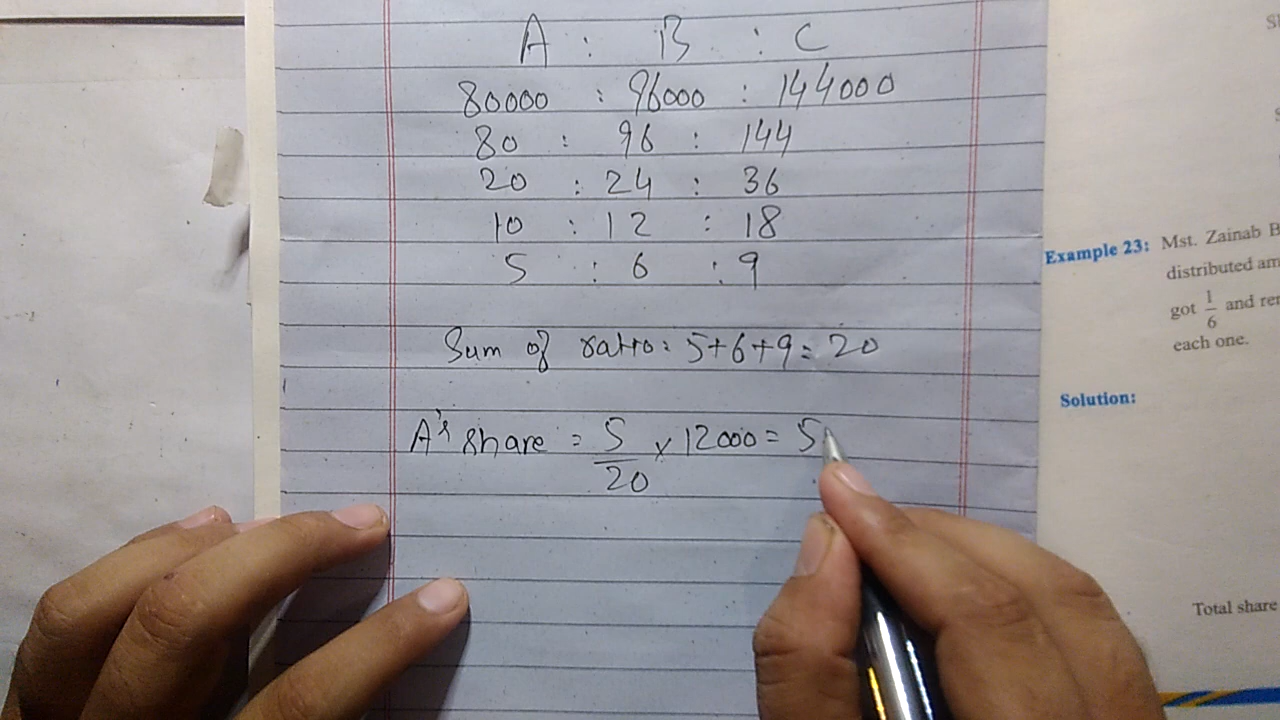 A : B : C
80000 : 96000 : 144000
80 : 96 : 144
20 : 24 : 36
10 : 12 : 18
5 : 6 : 9
Sum of ratio: 5+6+9= 20
A's share = 5/20 × 12000 = 5
Example 23: Mst. Zainab B
distributed am
got 1/6 and rem
each one.
Solution:
Total share